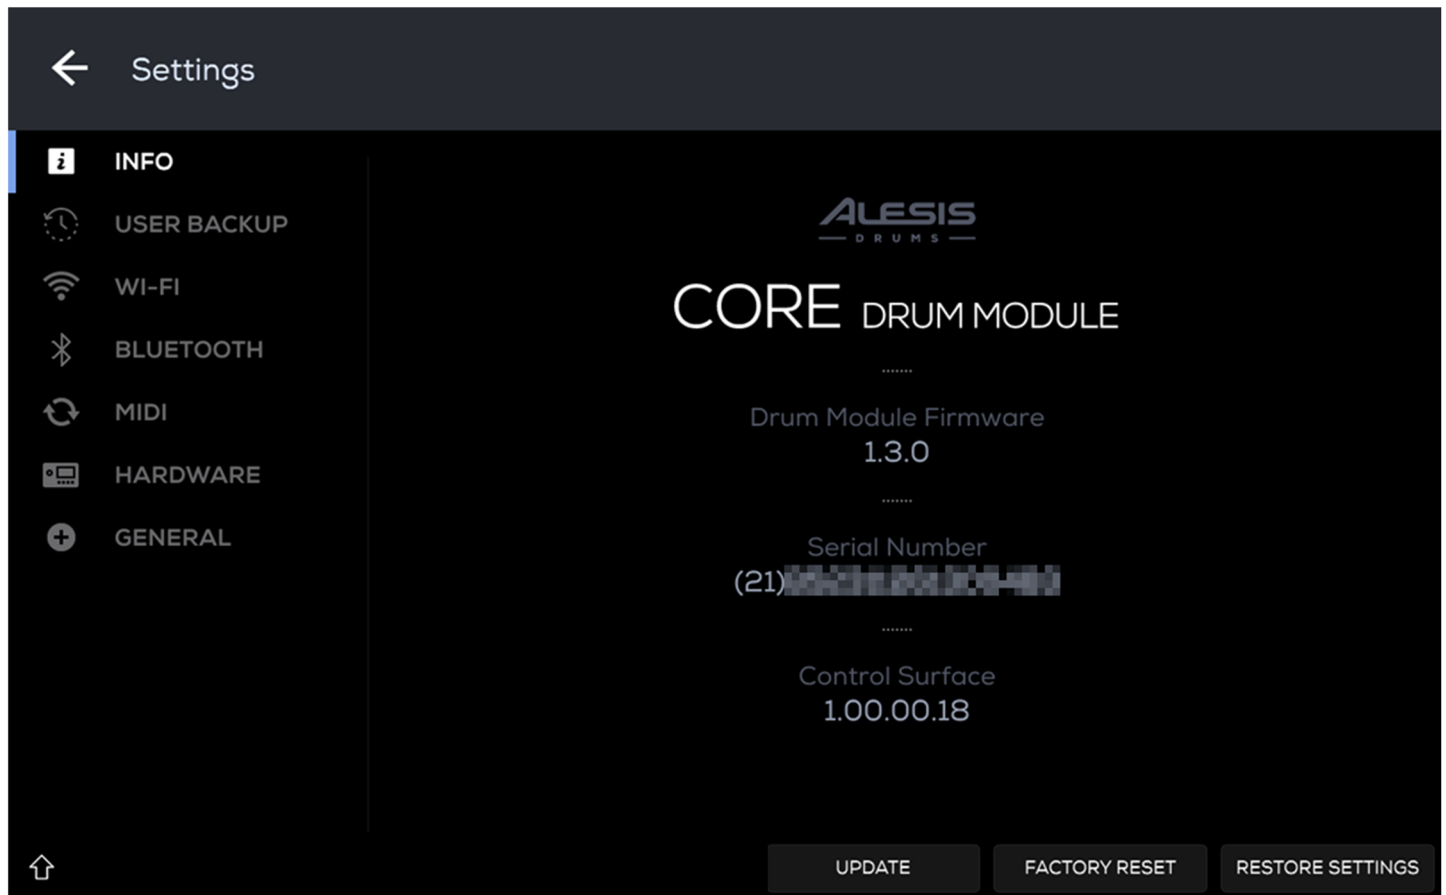 Settings
INFO
USER BACKUP
WI-FI
BLUETOOTH
MIDI
HARDWARE
GENERAL
ALESIS
DRUMS
CORE DRUM MODULE
.......
Drum Module Firmware
1.3.0
.......
Serial Number
(21)
.......
Control Surface
1.00.00.18
UPDATE
FACTORY RESET
RESTORE SETTINGS